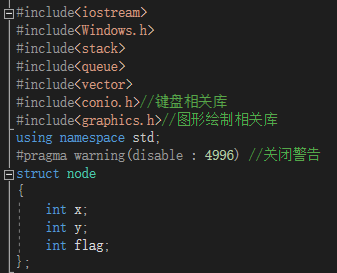 #include<iostream>
#include<Windows.h>
#include<stack>
#include<queue>
#include<vector>
#include<conio.h>//键盘相关库
#include<graphics.h>//图形绘制相关库
using namespace std;
#pragma warning(disable : 4996) //关闭警告
struct node
{
    int x;
    int y;
    int flag;
};